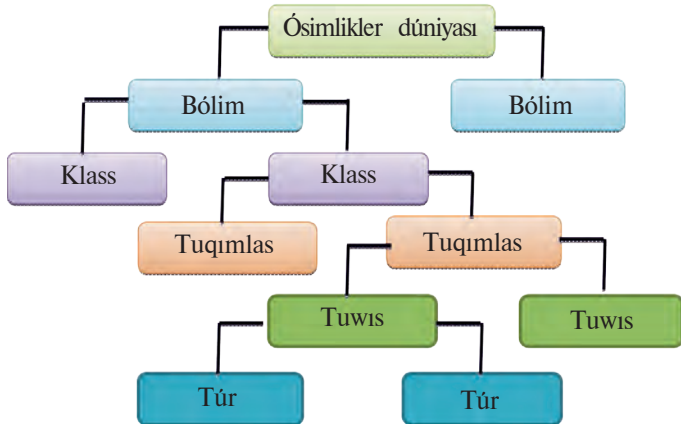 Ósimlikler dúniyası
Bólim
Bólim
Klass
Klass
Tuqımlas
Tuqımlas
Tuwıs
Tuwıs
Túr
Túr